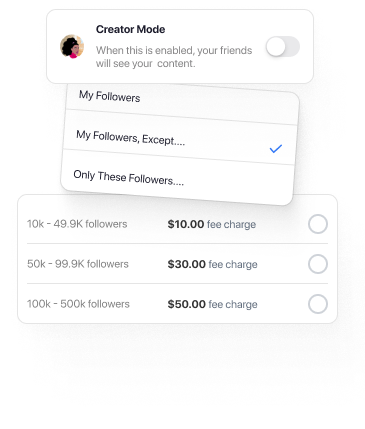 Creator Mode
When this is enabled, your friends
will see your content.
My Followers
My Followers, Except....
Only These Followers....
10k - 49.9K followers $10.00 fee charge
50k - 99.9K followers $30.00 fee charge
100k - 500k followers $50.00 fee charge